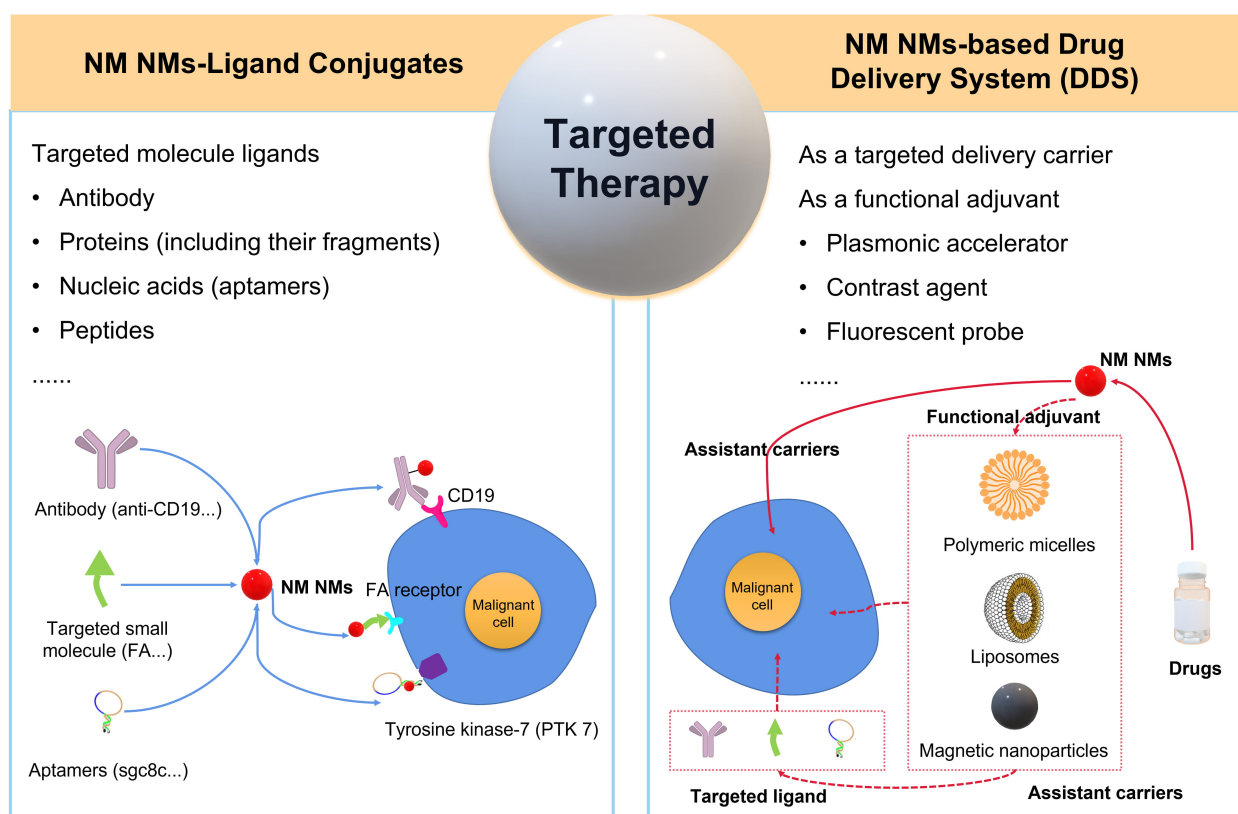 NM NMs-Ligand Conjugates
Targeted
Therapy
NM NMs-based Drug
Delivery System (DDS)
Targeted molecule ligands
• Antibody
• Proteins (including their fragments)
• Nucleic acids (aptamers)
• Peptides
......
Antibody (anti-CD19...)
Targeted small
molecule (FA...)
Aptamers (sgc8c...)
NM NMs
CD19
FA receptor
Malignant
cell
Tyrosine kinase-7 (PTK 7)
As a targeted delivery carrier
As a functional adjuvant
• Plasmonic accelerator
• Contrast agent
• Fluorescent probe
......
NM NMs
Functional adjuvant
Assistant carriers
Polymeric micelles
Malignant
cell
Liposomes
Drugs
Magnetic nanoparticles
Targeted ligand
Assistant carriers